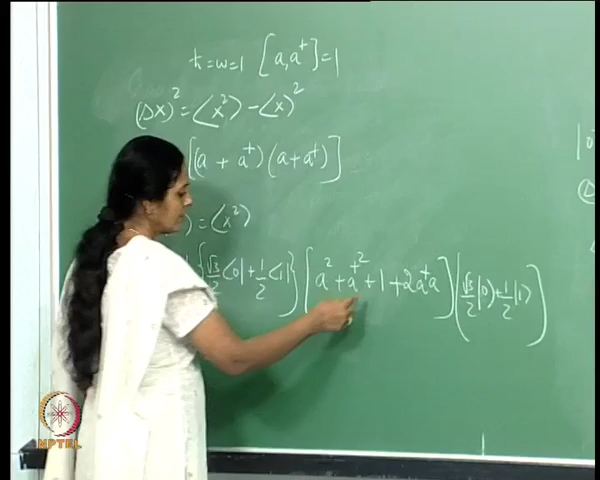 ħ=ω=1 [a,a†]=1
(Δx)² = ⟨x²⟩ - ⟨x⟩²
[(a + a†)(a+a†)]
) = ⟨x²⟩
{√3/2 ⟨0| + 1/2 ⟨1|} [a² + a†² + 1 + 2a†a] (√3/2 |0⟩ + 1/2 |1⟩)
NPTEL